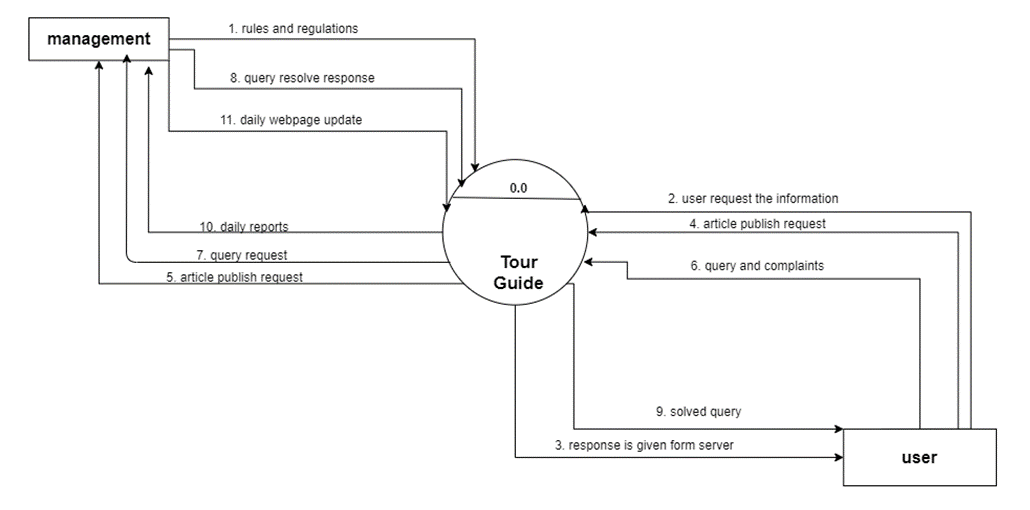 1. rules and regulations
management
8. query resolve response
11. daily webpage update
0.0
2. user request the information
10. daily reports
4. article publish request
7. query request
Tour
Guide
6. query and complaints
5. article publish request
9. solved query
3. response is given form server
user